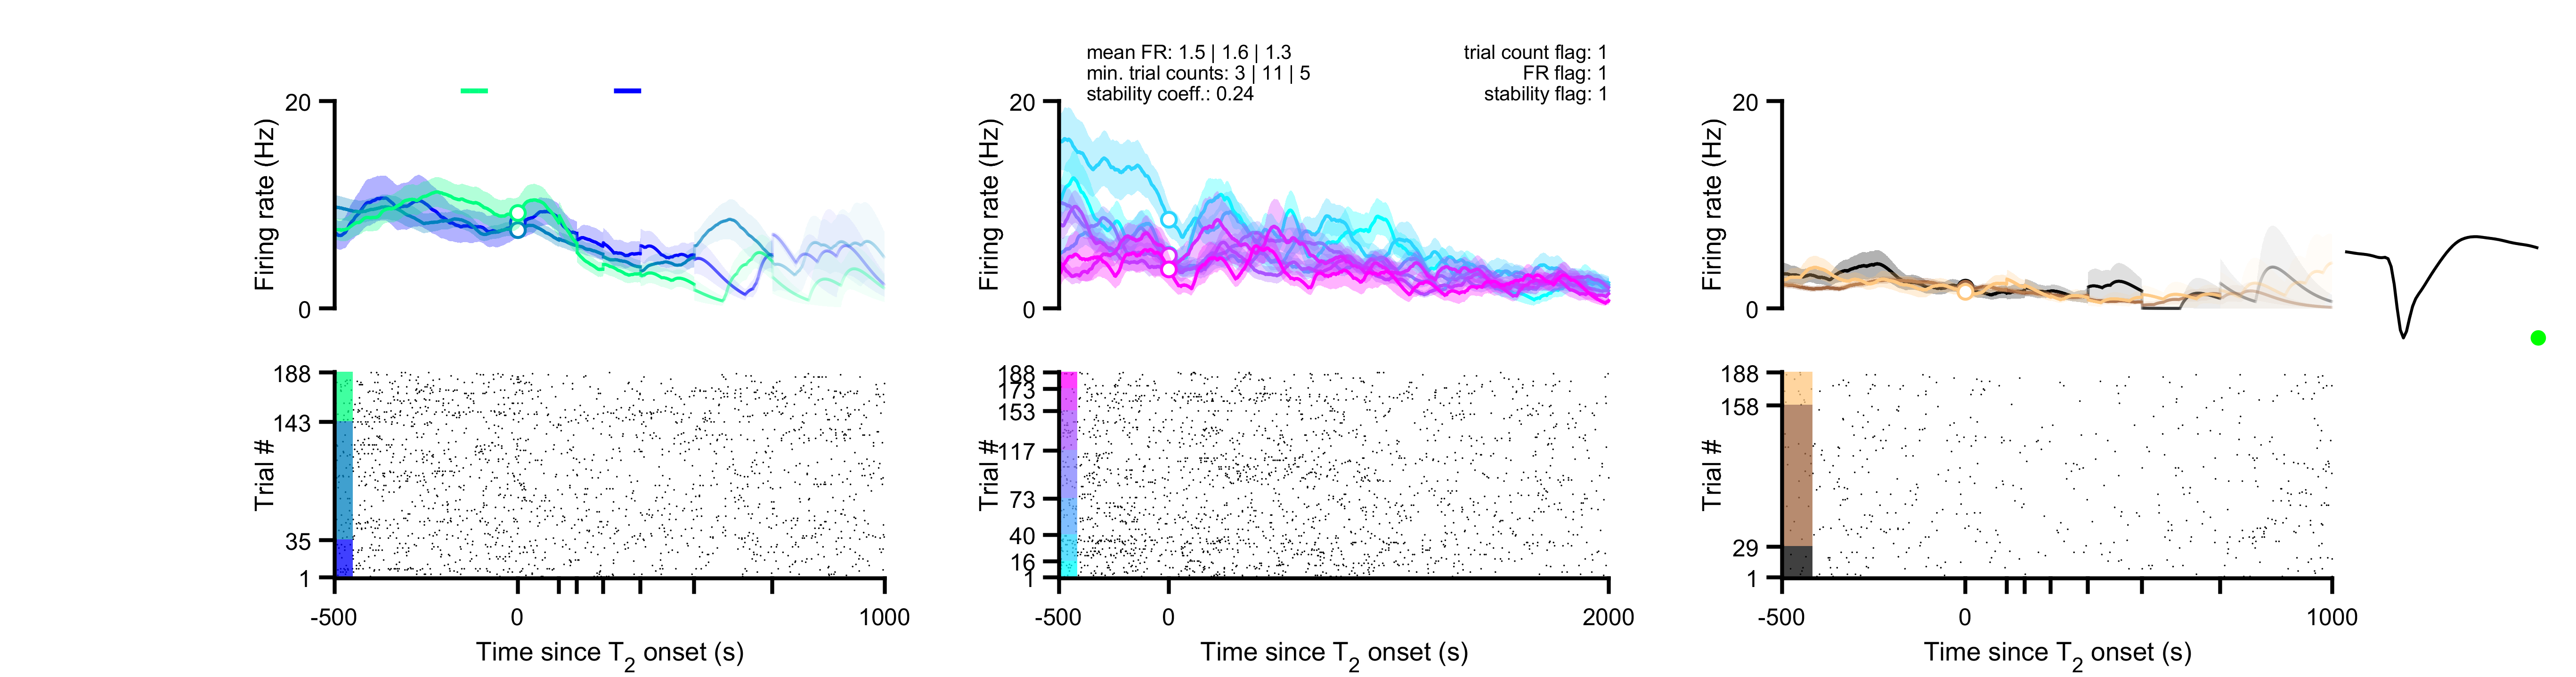 mean FR: 1.5 | 1.6 | 1.3
min. trial counts: 3 | 11 | 5
stability coeff.: 0.24
trial count flag: 1
FR flag: 1
stability flag: 1
20
0
Firing rate (Hz)
20
0
Firing rate (Hz)
20
0
Firing rate (Hz)
188
143
35
1
Trial #
-500
0
1000
Time since T2 onset (s)
188
173
153
117
73
40
16
1
Trial #
-500
0
2000
Time since T2 onset (s)
188
158
29
1
Trial #
-500
0
1000
Time since T2 onset (s)